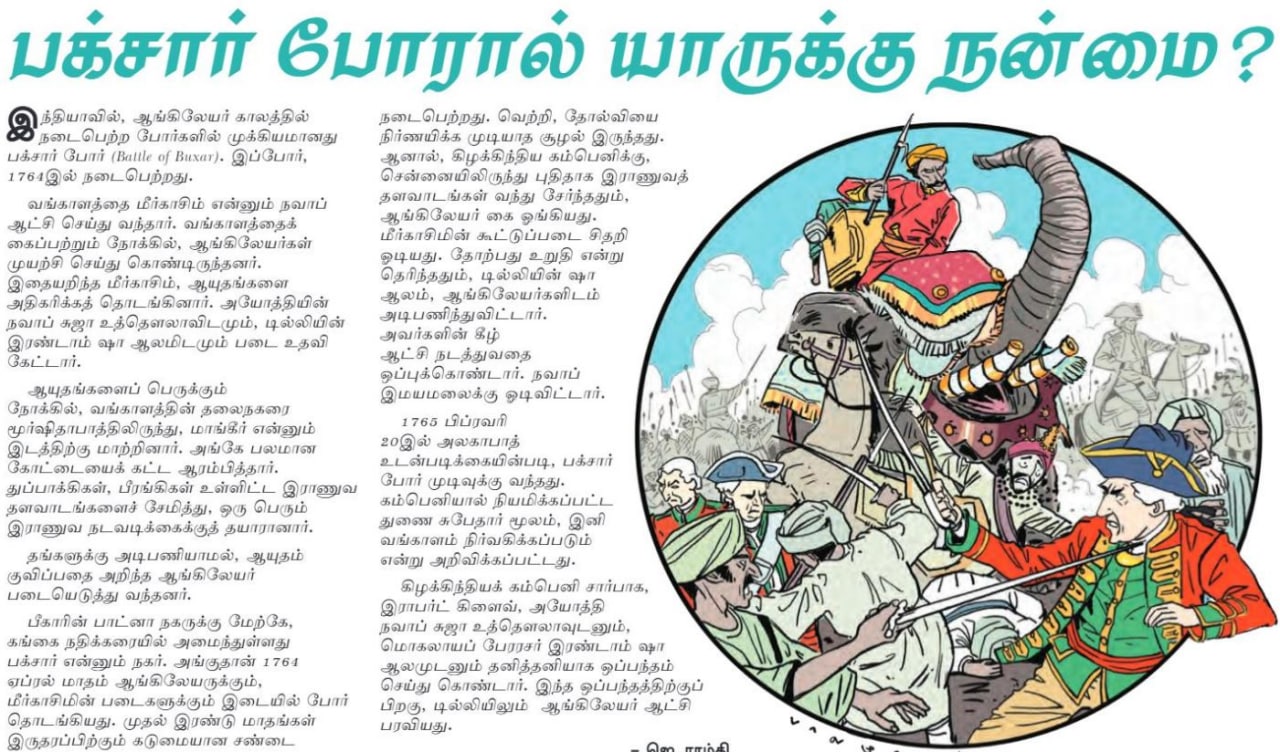 பக்சார் போரால் யாருக்கு நன்மை?
இந்தியாவில், ஆங்கிலேயர் காலத்தில்
நடைபெற்ற போர்களில் முக்கியமானது
பக்சார் போர் (Battle of Buxar). இப்போர்,
1764இல் நடைபெற்றது.
வங்காளத்தை மீர்காசிம் என்னும் நவாப்
ஆட்சி செய்து வந்தார். வங்காளத்தைக்
கைப்பற்றும் நோக்கில், ஆங்கிலேயர்கள்
முயற்சி செய்து கொண்டிருந்தனர்.
இதையறிந்த மீர்காசிம், ஆயுதங்களை
அதிகரிக்கத் தொடங்கினார். அயோத்தியின்
நவாப் சுஜா உத்தௌலாவிடமும், டில்லியின்
இரண்டாம் ஷா ஆலமிடமும் படை உதவி
கேட்டார்.
ஆயுதங்களைப் பெருக்கும்
நோக்கில், வங்காளத்தின் தலைநகரை
மூர்ஷிதாபாத்திலிருந்து, மாங்கீர் என்னும்
இடத்திற்கு மாற்றினார். அங்கே பலமான
கோட்டையைக் கட்ட ஆரம்பித்தார்.
துப்பாக்கிகள், பீரங்கிகள் உள்ளிட்ட இராணுவ
தளவாடங்களைச் சேமித்து, ஒரு பெரும்
இராணுவ நடவடிக்கைக்குத் தயாரானார்.
தங்களுக்கு அடிபணியாமல், ஆயுதம்
குவிப்பதை அறிந்த ஆங்கிலேயர்
படையெடுத்து வந்தனர்.
பீகாரின் பாட்னா நகருக்கு மேற்கே,
கங்கை நதிக்கரையில் அமைந்துள்ளது
பக்சார் என்னும் நகர். அங்குதான் 1764
ஏப்ரல் மாதம் ஆங்கிலேயருக்கும்,
மீர்காசிமின் படைகளுக்கும் இடையில் போர்
தொடங்கியது. முதல் இரண்டு மாதங்கள்
இருதரப்பிற்கும் கடுமையான சண்டை
நடைபெற்றது. வெற்றி, தோல்வியை
நிர்ணயிக்க முடியாத சூழல் இருந்தது.
ஆனால், கிழக்கிந்திய கம்பெனிக்கு,
சென்னையிலிருந்து புதிதாக இராணுவத்
தளவாடங்கள் வந்து சேர்ந்ததும்,
ஆங்கிலேயர் கை ஓங்கியது.
மீர்காசிமின் கூட்டுப்படை சிதறி
ஓடியது. தோற்பது உறுதி என்று
தெரிந்ததும், டில்லியின் ஷா
ஆலம், ஆங்கிலேயர்களிடம்
அடிபணிந்துவிட்டார்.
அவர்களின் கீழ்
ஆட்சி நடத்துவதை
ஒப்புக்கொண்டார். நவாப்
இமயமலைக்கு ஓடிவிட்டார்.
1765 பிப்ரவரி
20இல் அலகாபாத்
உடன்படிக்கையின்படி, பக்சார்
போர் முடிவுக்கு வந்தது.
கம்பெனியால் நியமிக்கப்பட்ட
துணை சுபேதார் மூலம், இனி
வங்காளம் நிர்வகிக்கப்படும்
என்று அறிவிக்கப்பட்டது.
கிழக்கிந்தியக் கம்பெனி சார்பாக,
இராபர்ட் கிளைவ், அயோத்தி
நவாப் சுஜா உத்தௌலாவுடனும்,
மொகலாயப் பேரரசர் இரண்டாம் ஷா
ஆலமுடனும் தனித்தனியாக ஒப்பந்தம்
செய்து கொண்டார். இந்த ஒப்பந்தத்திற்குப்
பிறகு, டில்லியிலும் ஆங்கிலேயர் ஆட்சி
பரவியது.
– ஜெ. ராம்கி